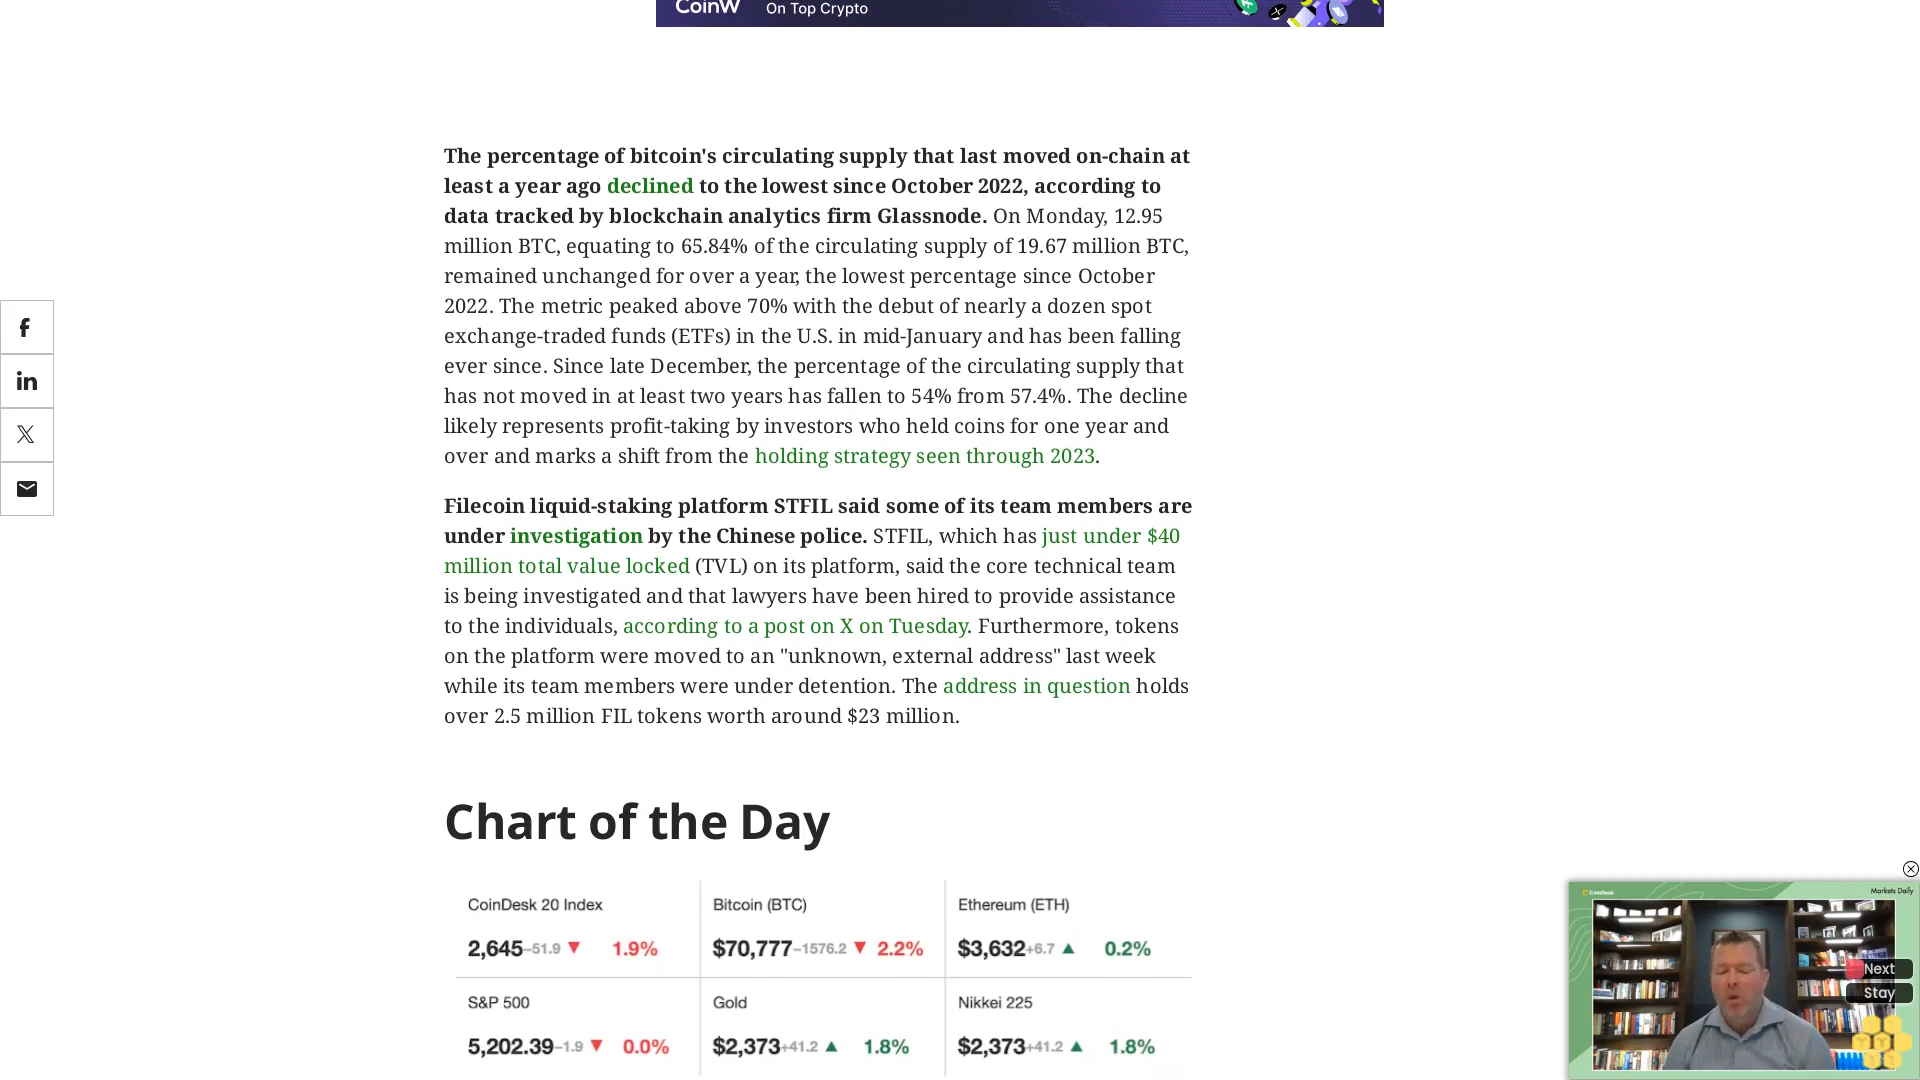 CoinW On Top Crypto
The percentage of bitcoin's circulating supply that last moved on-chain at
least a year ago declined to the lowest since October 2022, according to
data tracked by blockchain analytics firm Glassnode. On Monday, 12.95
million BTC, equating to 65.84% of the circulating supply of 19.67 million BTC,
remained unchanged for over a year, the lowest percentage since October
2022. The metric peaked above 70% with the debut of nearly a dozen spot
exchange-traded funds (ETFs) in the U.S. in mid-January and has been falling
ever since. Since late December, the percentage of the circulating supply that
has not moved in at least two years has fallen to 54% from 57.4%. The decline
likely represents profit-taking by investors who held coins for one year and
over and marks a shift from the holding strategy seen through 2023.
Filecoin liquid-staking platform STFIL said some of its team members are
under investigation by the Chinese police. STFIL, which has just under $40
million total value locked (TVL) on its platform, said the core technical team
is being investigated and that lawyers have been hired to provide assistance
to the individuals, according to a post on X on Tuesday. Furthermore, tokens
on the platform were moved to an "unknown, external address" last week
while its team members were under detention. The address in question holds
over 2.5 million FIL tokens worth around $23 million.
Chart of the Day
CoinDesk 20 Index Bitcoin (BTC) Ethereum (ETH)
2,645 −51.9 ▼ 1.9% $70,777 −1576.2 ▼ 2.2% $3,632 +6.7 ▲ 0.2%
S&P 500 Gold Nikkei 225
5,202.39 −1.9 ▼ 0.0% $2,373 +41.2 ▲ 1.8% $2,373 +41.2 ▲ 1.8%
CoinDesk Markets Daily
Next
Stay